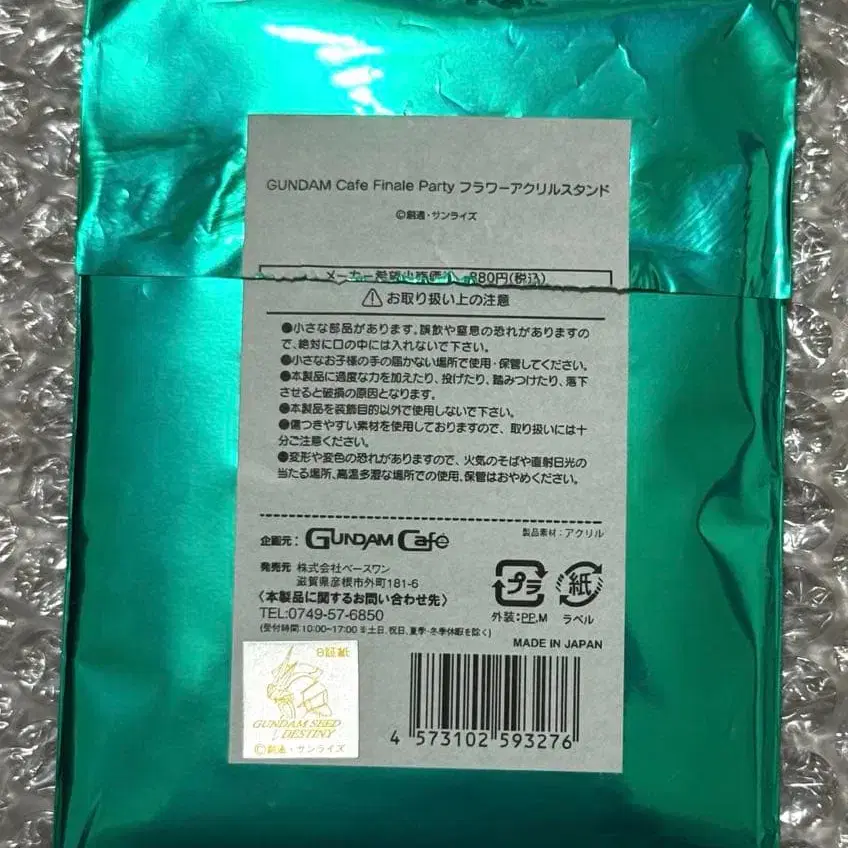 GUNDAM Cafe Finale Party フラワーアクリルスタンド
©創通・サンライズ
メーカー希望小売価格 880円(税込)
お取り扱い上の注意
●小さな部品があります。誤飲や窒息の恐れがありますの
で、絶対に口の中には入れないで下さい。
●小さなお子様の手の届かない場所で使用・保管してください。
●本製品に過度な力を加えたり、投げたり、踏みつけたり、落下
させると破損の原因となります。
●本製品を装飾目的以外で使用しないで下さい。
●傷つきやすい素材を使用しておりますので、取り扱いには十
分ご注意ください。
●変形や変色の恐れがありますので、火気のそばや直射日光の
当たる場所、高温多湿な場所での使用、保管はおやめください。
製品素材:アクリル
企画元: GUNDAM Cafe
発売元 株式会社ベースワン
滋賀県彦根市外町181-6
〈本製品に関するお問い合わせ先〉
TEL:0749-57-6850
(受付時間:10:00~17:00 ※土日、祝日、夏季・冬季休暇を除く)
プラ
外装:PP,M
紙
ラベル
MADE IN JAPAN
B証紙
GUNDAM SEED
DESTINY
©創通・サンライズ
4 573102 593276